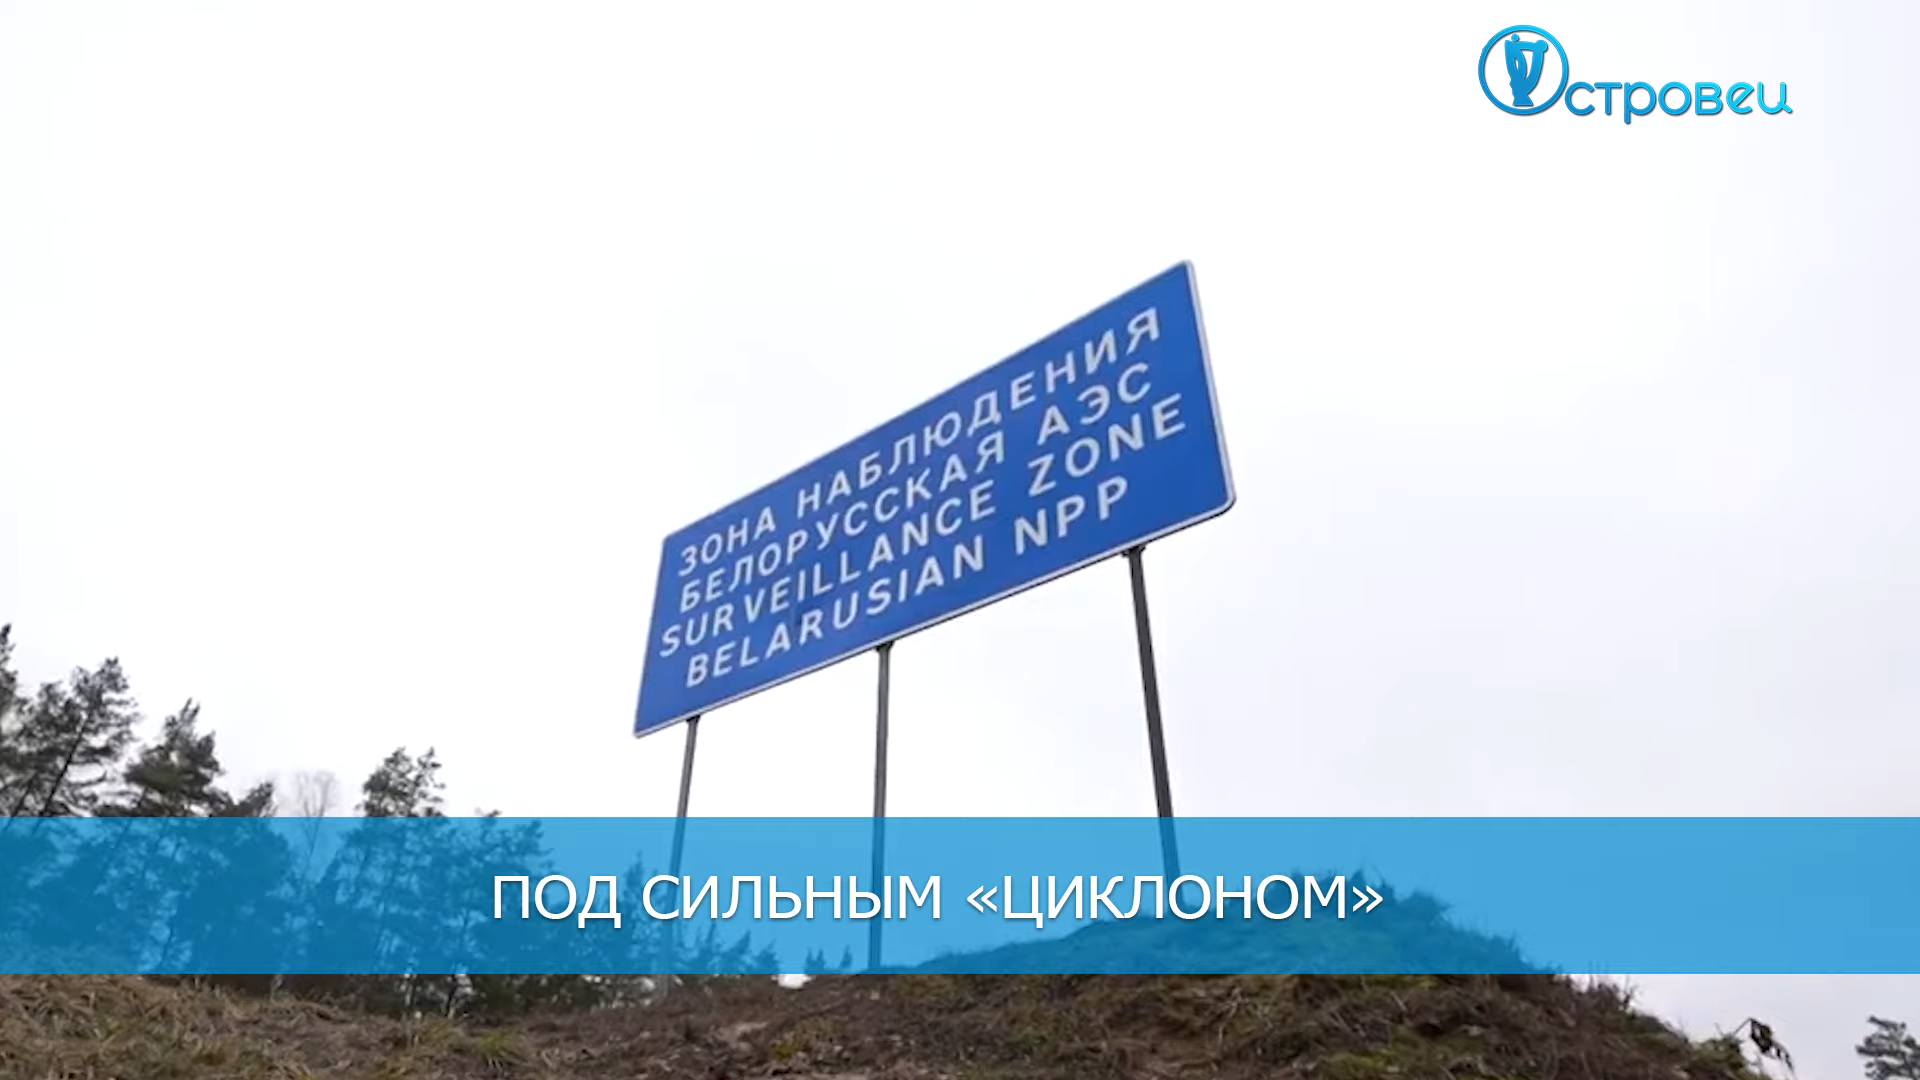 Островец
ЗОНА НАБЛЮДЕНИЯ
БЕЛОРУССКАЯ АЭС
SURVEILLANCE ZONE
BELARUSIAN NPP
ПОД СИЛЬНЫМ «ЦИКЛОНОМ»